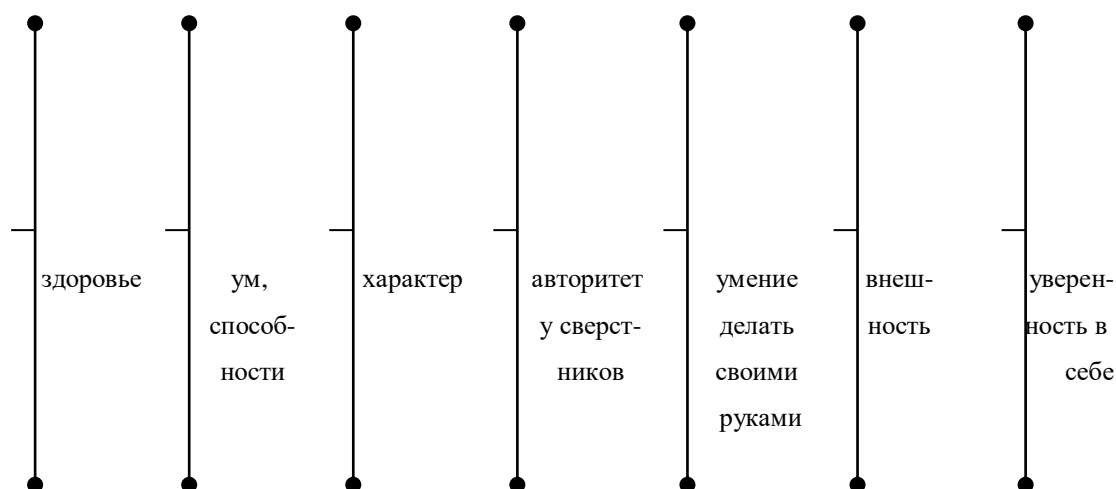 здоровье
ум,
способ-
ности
характер
авторитет
у сверст-
ников
умение
делать
своими
руками
внеш-
ность
уверен-
ность в
себе